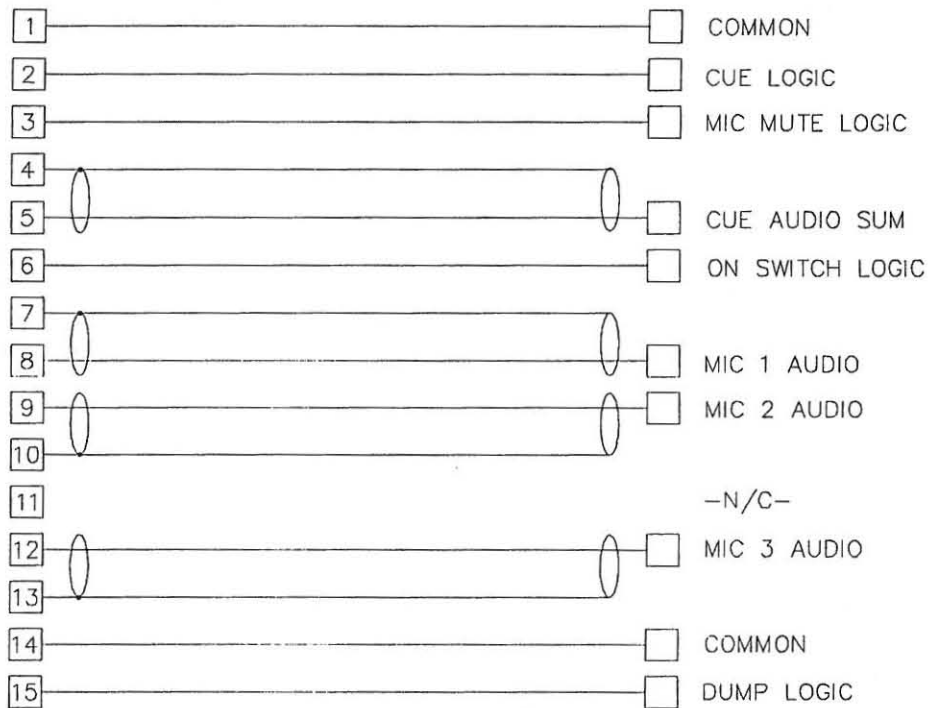 1 COMMON
2 CUE LOGIC
3 MIC MUTE LOGIC
4
5 CUE AUDIO SUM
6 ON SWITCH LOGIC
7
8 MIC 1 AUDIO
9 MIC 2 AUDIO
10
11 -N/C-
12 MIC 3 AUDIO
13
14 COMMON
15 DUMP LOGIC